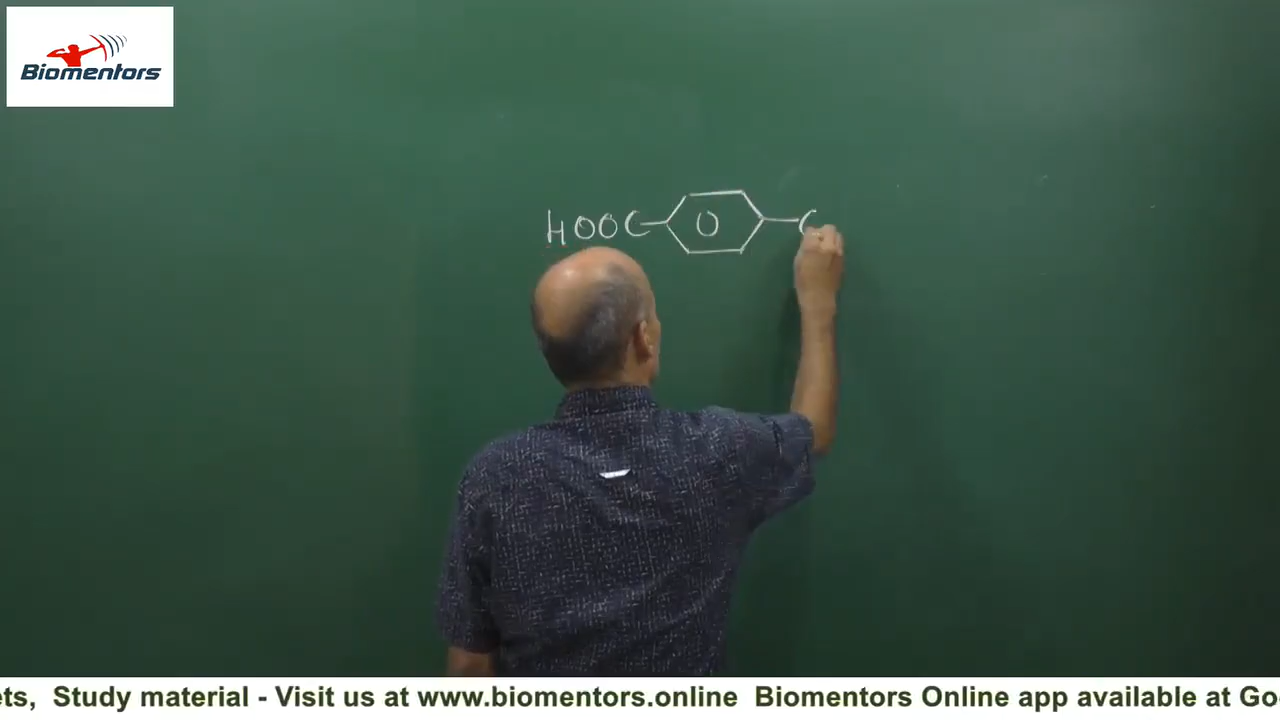 Biomentors
HOOC O C
ets, Study material - Visit us at www.biomentors.online Biomentors Online app available at Go